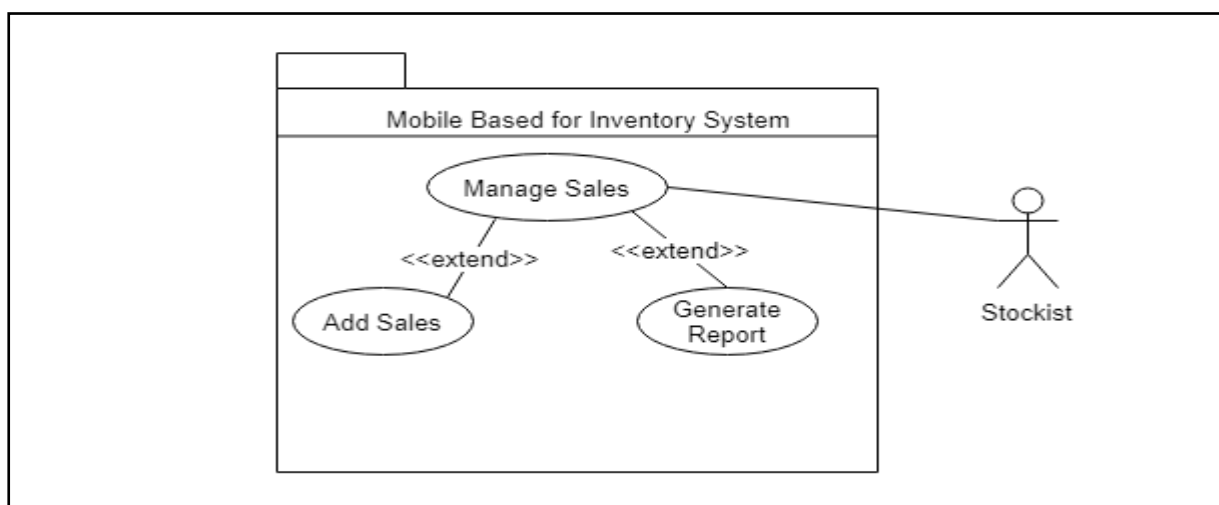 Mobile Based for Inventory System
Manage Sales
<<extend>>
<<extend>>
Add Sales
Generate
Report
Stockist